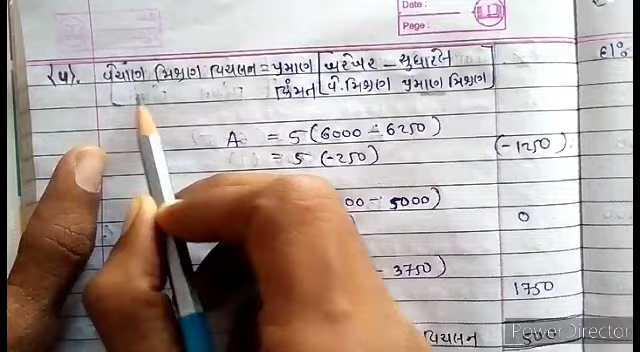 Date :
Page :
(૫). વેચાણ મિશ્રણ વિચલન = પ્રમાણ [ખરેખર – સુધારેલ
કિંમત [વે. મિશ્રણ પ્રમાણ મિશ્રણ]
A = 5 (6000 – 6250)
= 5 (-250) (-1250)
00 – 5000)
0
– 3750)
1750
વિચલન 500
PowerDirector